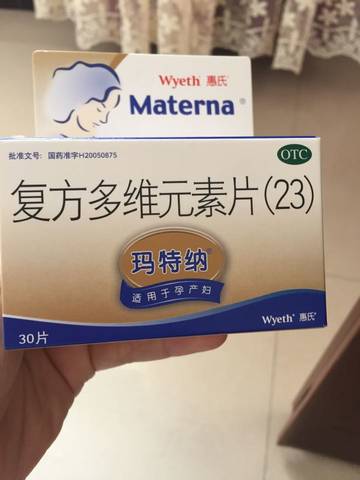 Wyeth 惠氏
Materna®
批准文号：国药准字H20050875
OTC
复方多维元素片(23)
玛特纳®
适用于孕产妇
30片
Wyeth® 惠氏®